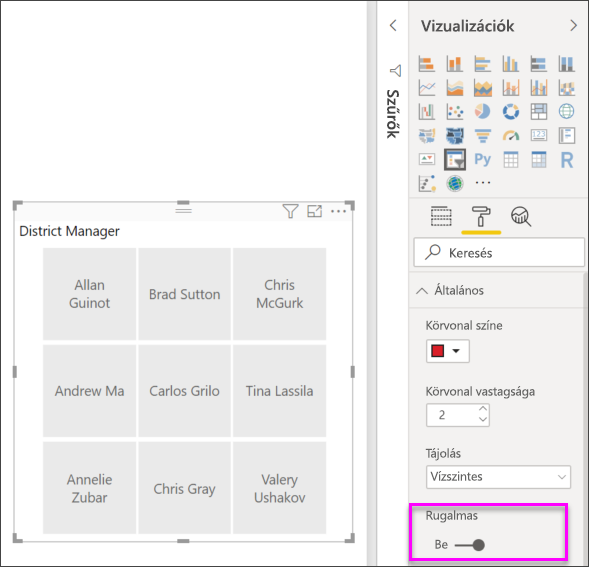 Vizualizációk
Szűrők
123
Py
R
District Manager
Allan
Guinot
Brad Sutton
Chris
McGurk
Andrew Ma
Carlos Grilo
Tina Lassila
Annelie
Zubar
Chris Gray
Valery
Ushakov
Keresés
Általános
Körvonal színe
Körvonal vastagsága
2
Tájolás
Vízszintes
Rugalmas
Be